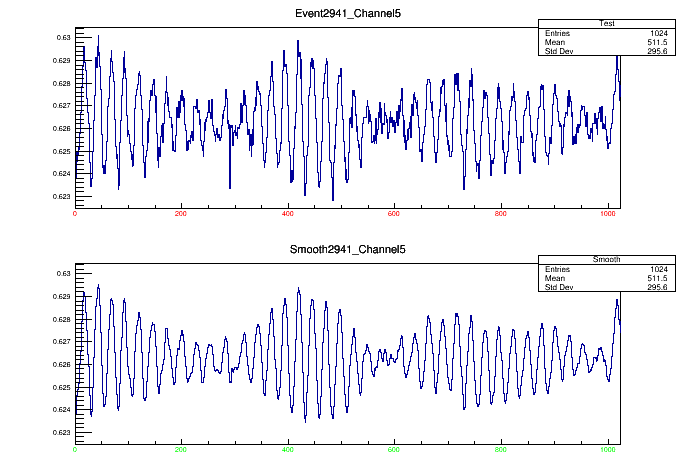 Event2941_Channel5
Test
Entries 1024
Mean 511.5
Std Dev 295.6
0.63
0.629
0.628
0.627
0.626
0.625
0.624
0.623
0 200 400 600 800 1000
Smooth2941_Channel5
Smooth
Entries 1024
Mean 511.5
Std Dev 295.6
0.63
0.629
0.628
0.627
0.626
0.625
0.624
0.623
0 200 400 600 800 1000